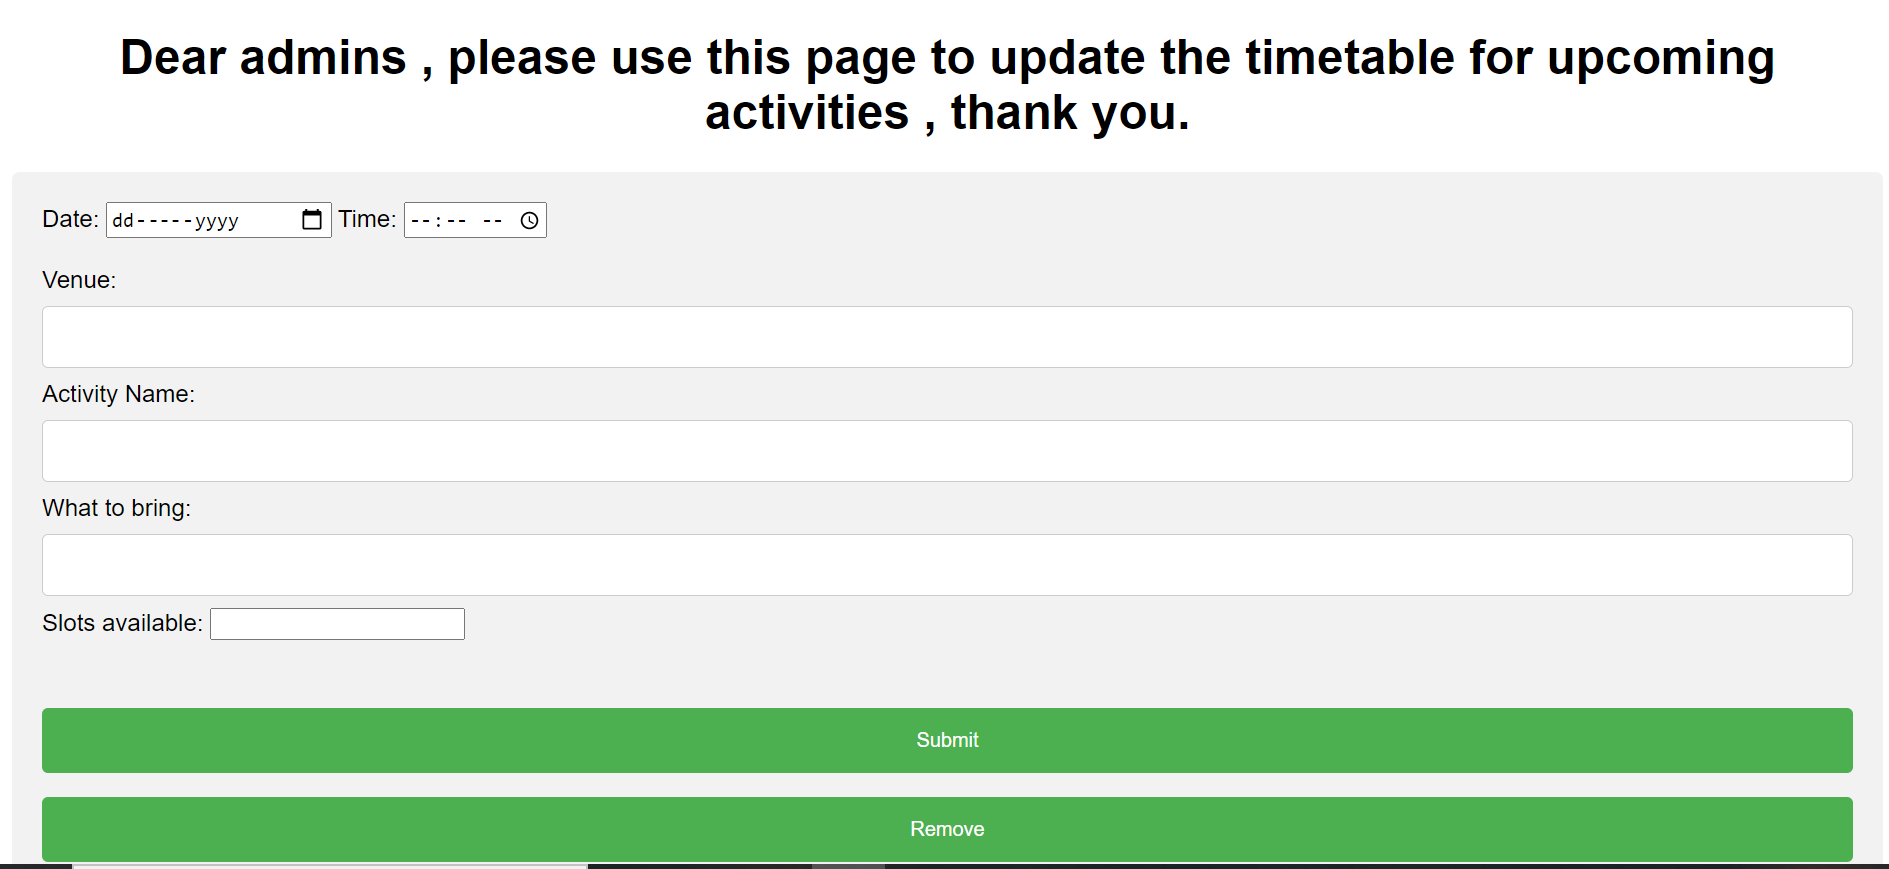 Dear admins , please use this page to update the timetable for upcoming
activities , thank you.
Date: dd-----yyyy Time: --:-- --
Venue:
Activity Name:
What to bring:
Slots available:
Submit
Remove